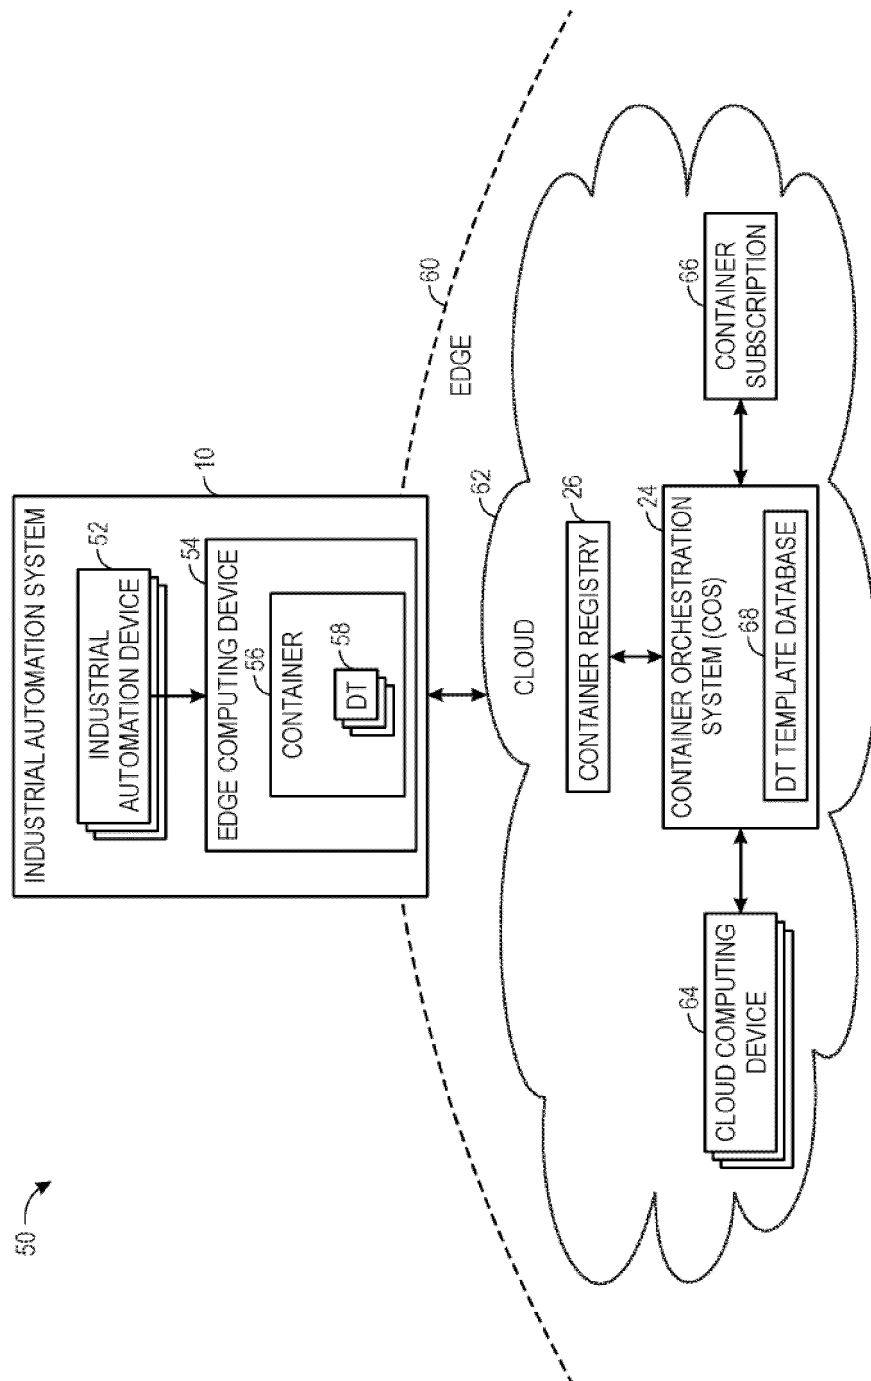 50
INDUSTRIAL AUTOMATION SYSTEM
10
INDUSTRIAL
AUTOMATION DEVICE
52
EDGE COMPUTING DEVICE
54
CONTAINER
56
DT
58
60
EDGE
62
CLOUD
CONTAINER REGISTRY
26
CONTAINER ORCHESTRATION
SYSTEM (COS)
24
DT TEMPLATE DATABASE
68
64
CLOUD COMPUTING
DEVICE
66
CONTAINER
SUBSCRIPTION